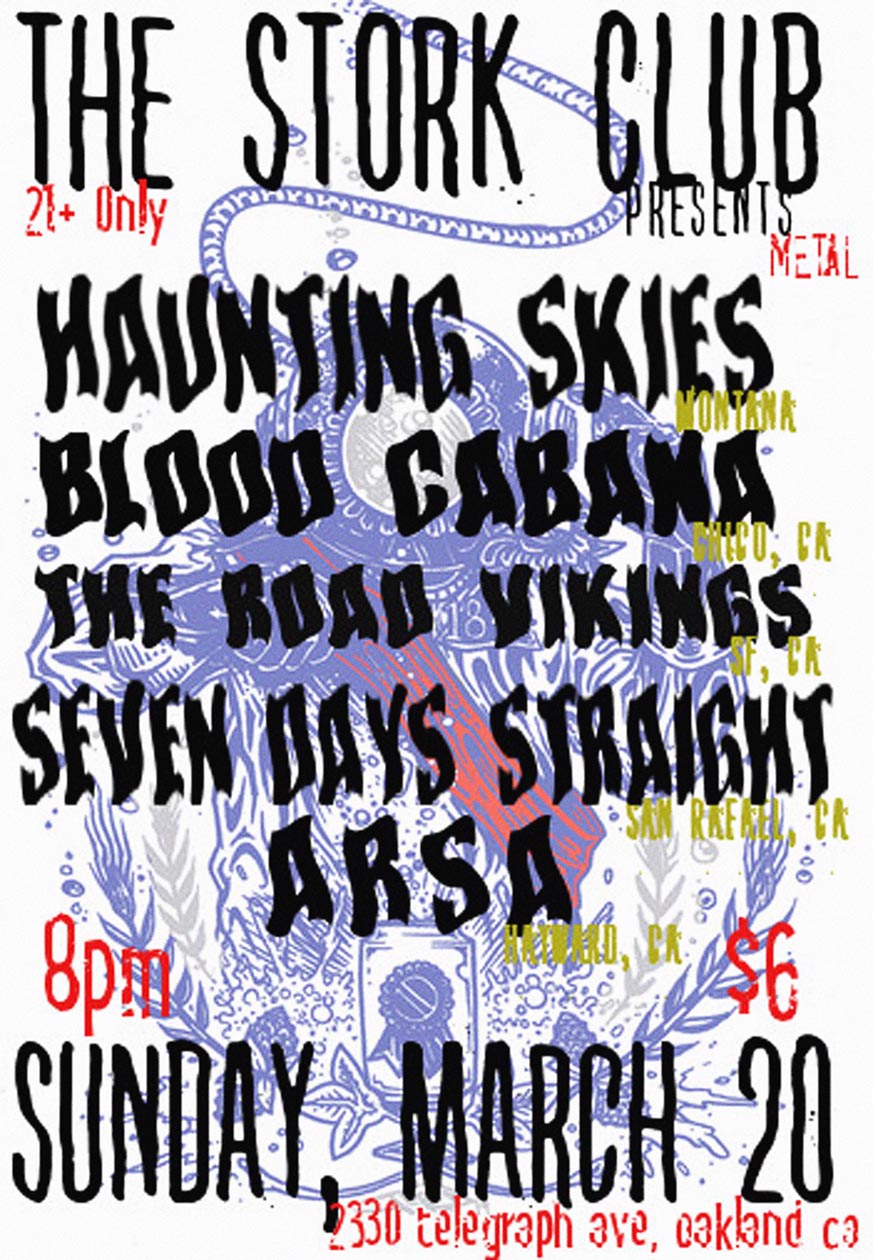 THE STORK CLUB
21+ Only
PRESENTS
METAL
HAUNTING SKIES
MONTANA
BLOOD CABANA
CHICO, CA
THE ROAD VIKINGS
18
SF, CA
SEVEN DAYS STRAIGHT
SAN RAFAEL, CA
ARSA
HAYWARD, CA
8pm
$6
SUNDAY, MARCH 20
2330 telegraph ave, oakland ca